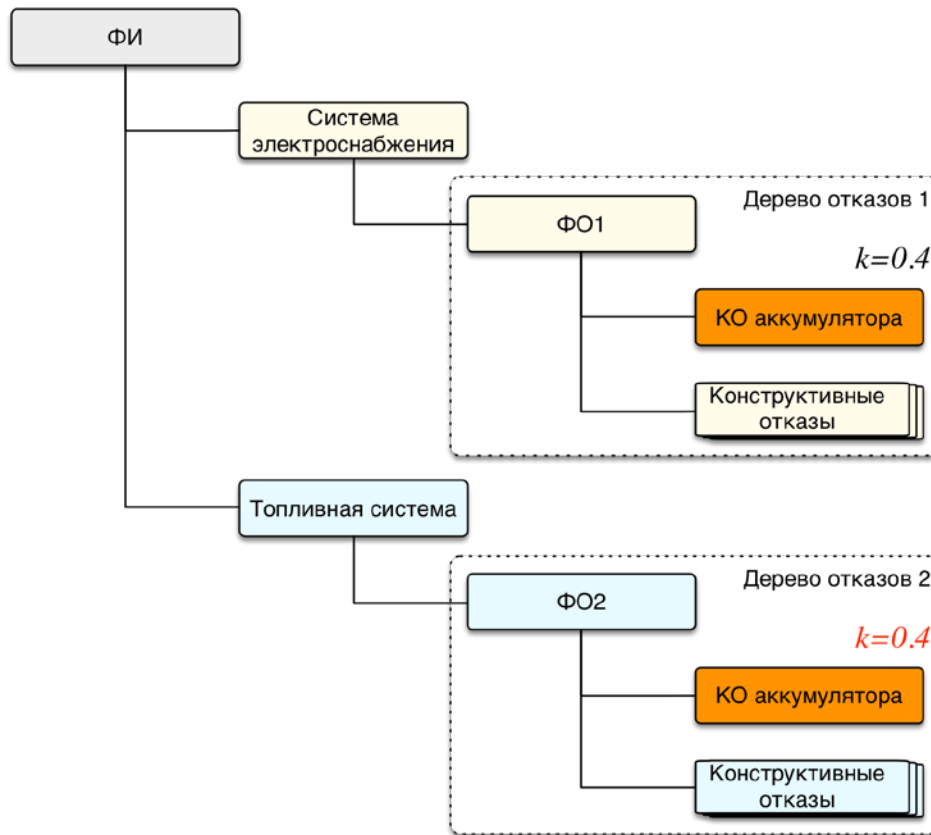 ФИ
Система
электроснабжения
Дерево отказов 1
ФО1
k=0.4
КО аккумулятора
Конструктивные
отказы
Топливная система
Дерево отказов 2
ФО2
k=0.4
КО аккумулятора
Конструктивные
отказы